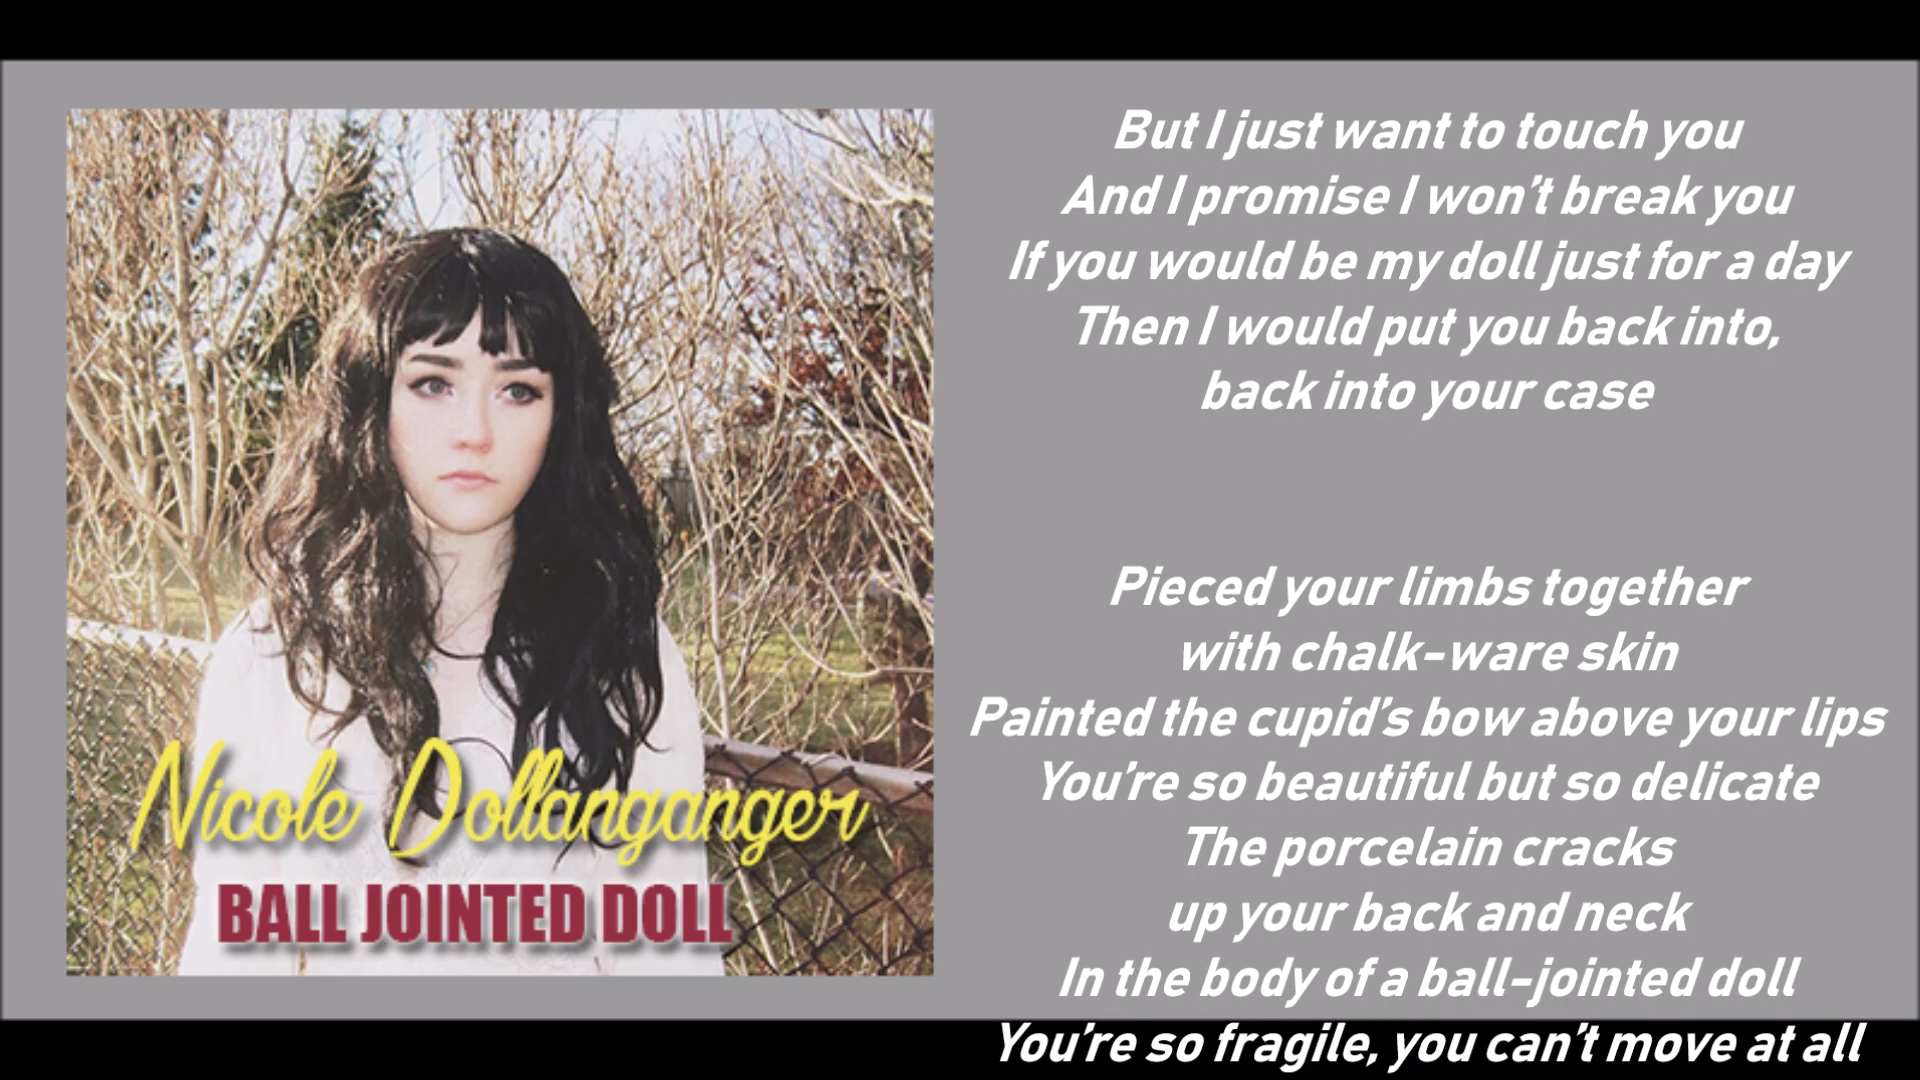 But I just want to touch you
And I promise I won't break you
If you would be my doll just for a day
Then I would put you back into,
back into your case
Pieced your limbs together
with chalk-ware skin
Painted the cupid's bow above your lips
You're so beautiful but so delicate
The porcelain cracks
up your back and neck
In the body of a ball-jointed doll
You're so fragile, you can't move at all
Nicole Dollanganger
BALL JOINTED DOLL